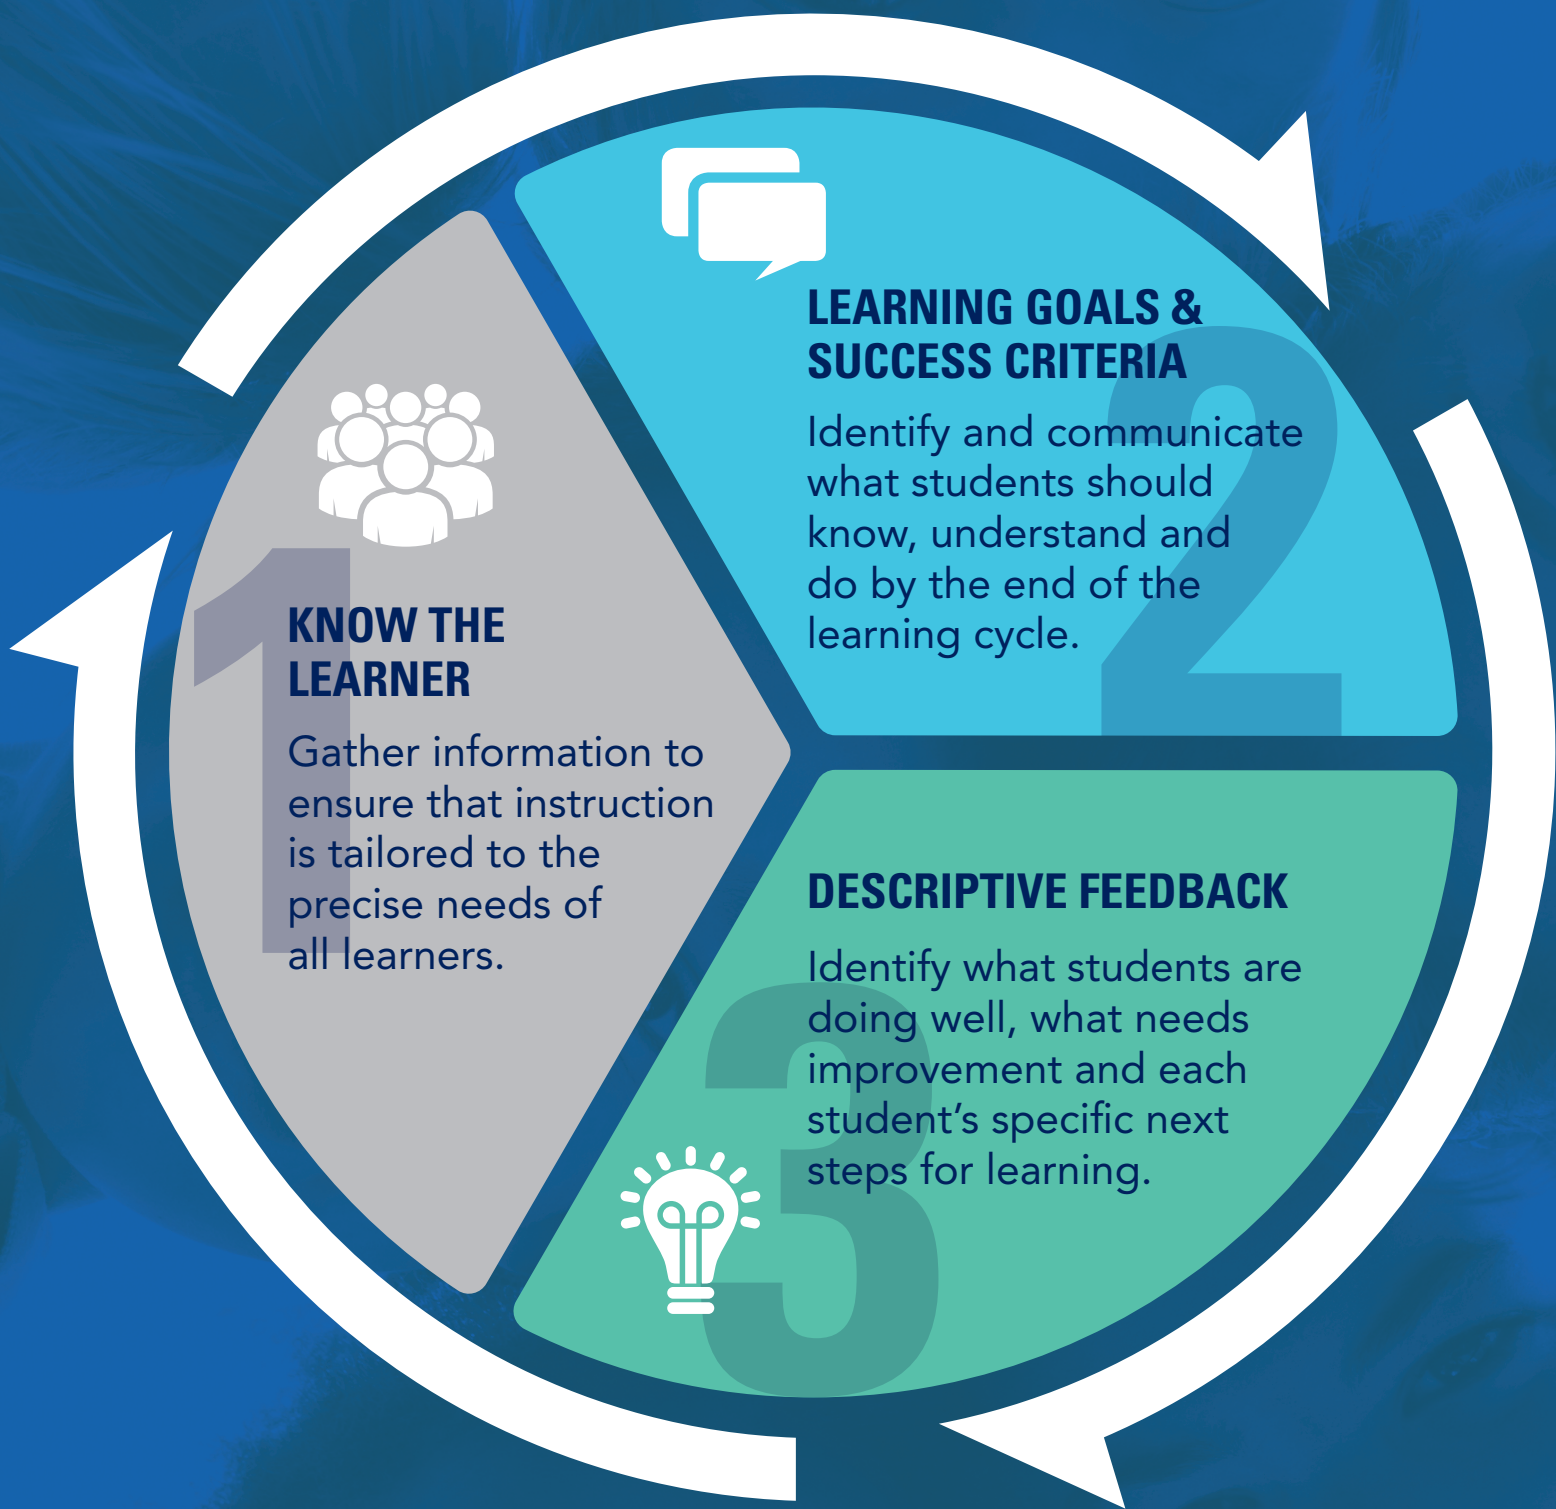 1
KNOW THE
LEARNER
Gather information to
ensure that instruction
is tailored to the
precise needs of
all learners.
2
LEARNING GOALS &
SUCCESS CRITERIA
Identify and communicate
what students should
know, understand and
do by the end of the
learning cycle.
3
DESCRIPTIVE FEEDBACK
Identify what students are
doing well, what needs
improvement and each
student’s specific next
steps for learning.